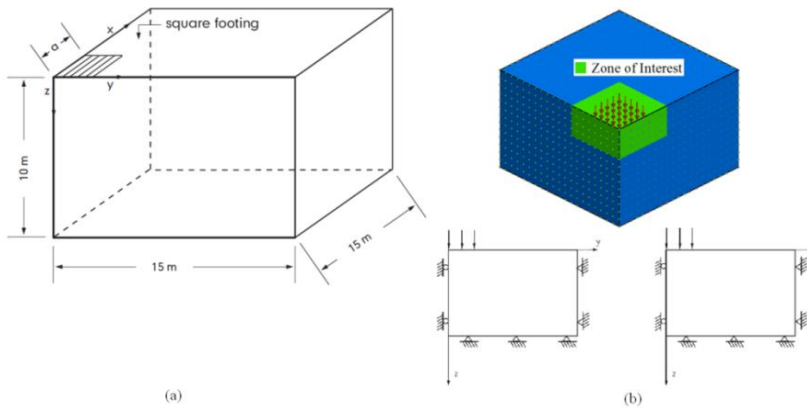 square footing
a
x
y
z
10 m
15 m
15 m
(a)
Zone of Interest
y
z
z
(b)